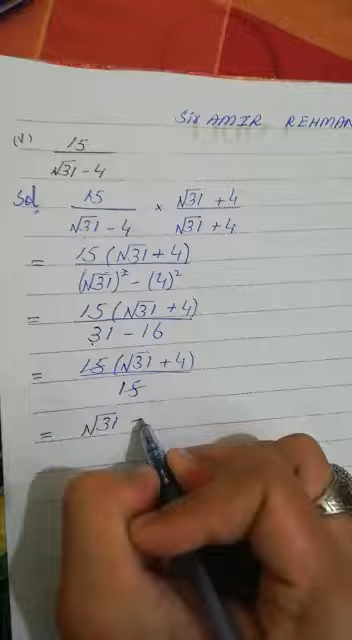 Sir AMIR REHMAN
(V) 15 / √31 - 4
Sol, 15 / √31 - 4 × √31 + 4 / √31 + 4
= 15 (√31 + 4) / (√31)² - (4)²
= 15 (√31 + 4) / 31 - 16
= 15 (√31 + 4) / 15
= √31